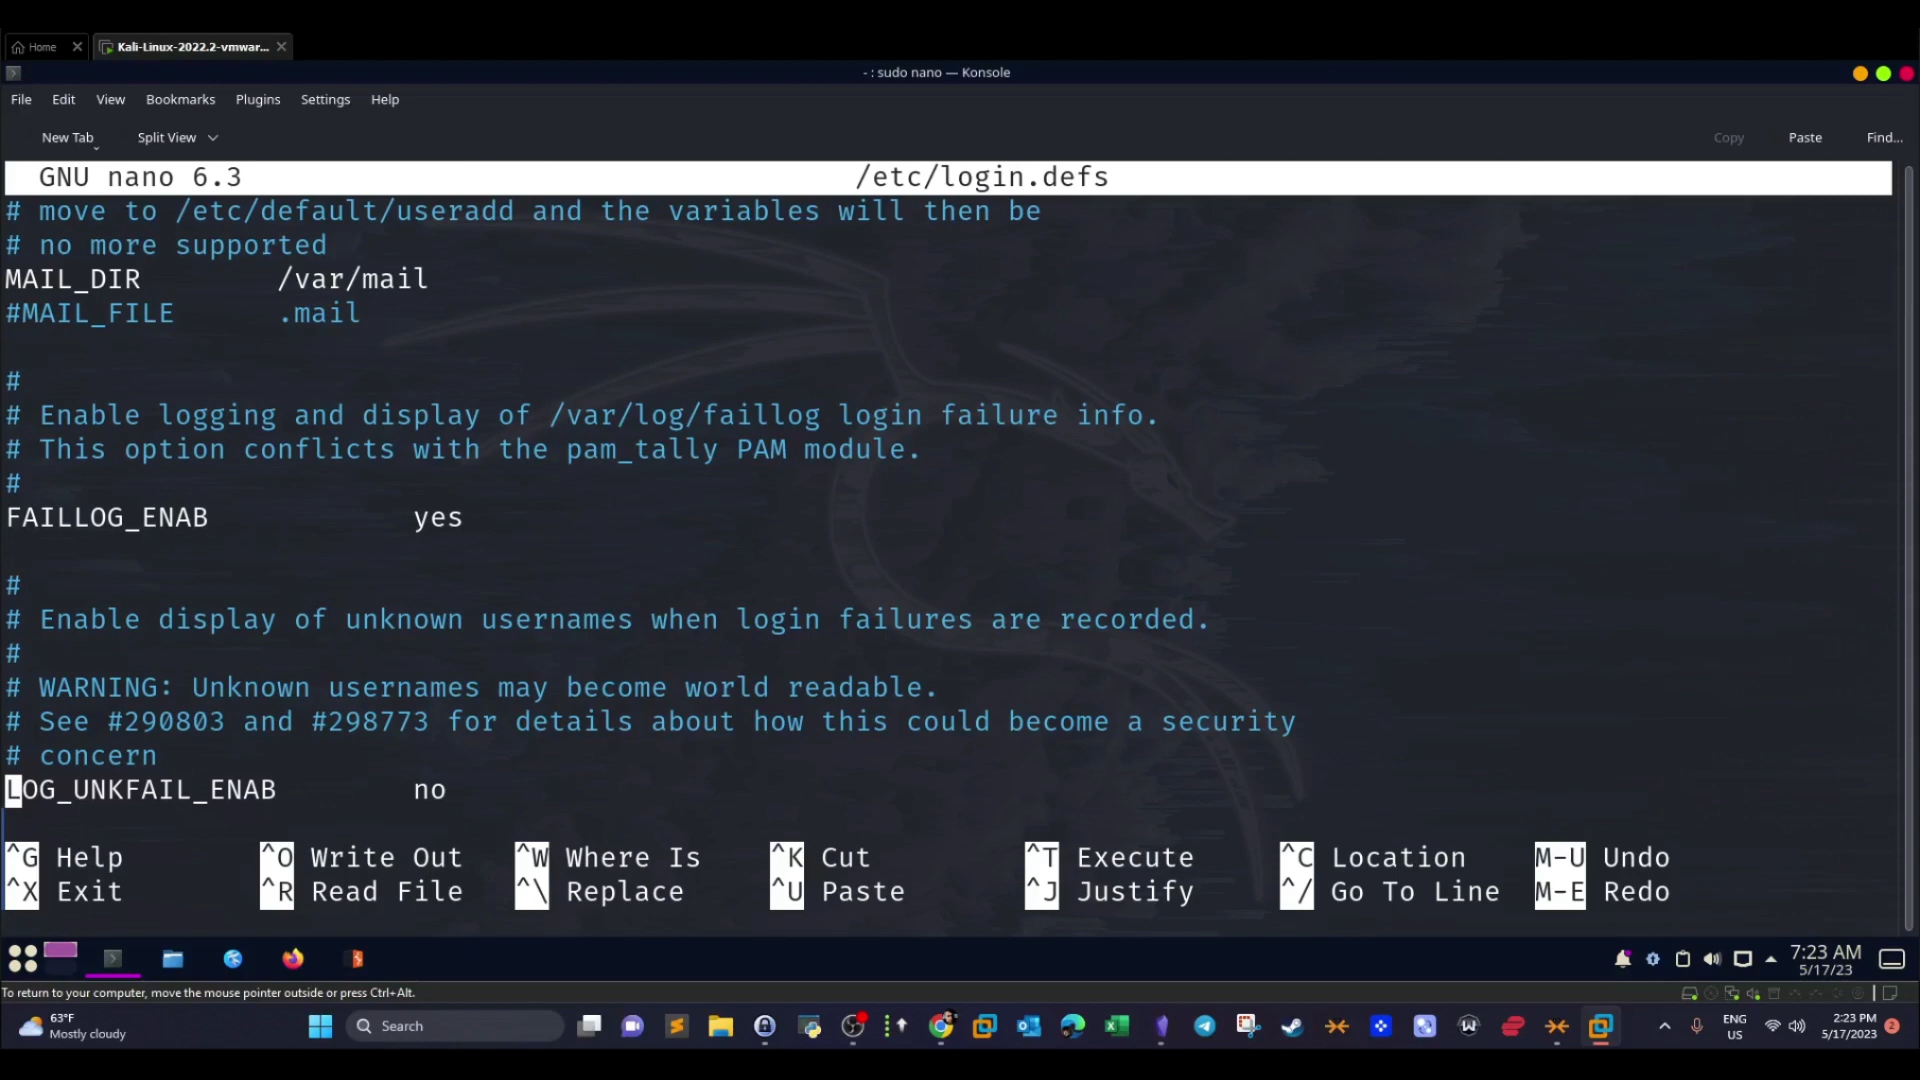 Home
Kali-Linux-2022.2-vmwar...
- : sudo nano — Konsole
File Edit View Bookmarks Plugins Settings Help
New Tab Split View Copy Paste Find...
GNU nano 6.3 /etc/login.defs
# move to /etc/default/useradd and the variables will then be
# no more supported
MAIL_DIR /var/mail
#MAIL_FILE .mail
#
# Enable logging and display of /var/log/faillog login failure info.
# This option conflicts with the pam_tally PAM module.
#
FAILLOG_ENAB yes
#
# Enable display of unknown usernames when login failures are recorded.
#
# WARNING: Unknown usernames may become world readable.
# See #290803 and #298773 for details about how this could become a security
# concern
LOG_UNKFAIL_ENAB no
^G Help ^O Write Out ^W Where Is ^K Cut ^T Execute ^C Location M-U Undo
^X Exit ^R Read File ^\ Replace ^U Paste ^J Justify ^/ Go To Line M-E Redo
7:23 AM
5/17/23
To return to your computer, move the mouse pointer outside or press Ctrl+Alt.
63°F
Mostly cloudy
Search
ENG
US
2:23 PM
5/17/2023
2